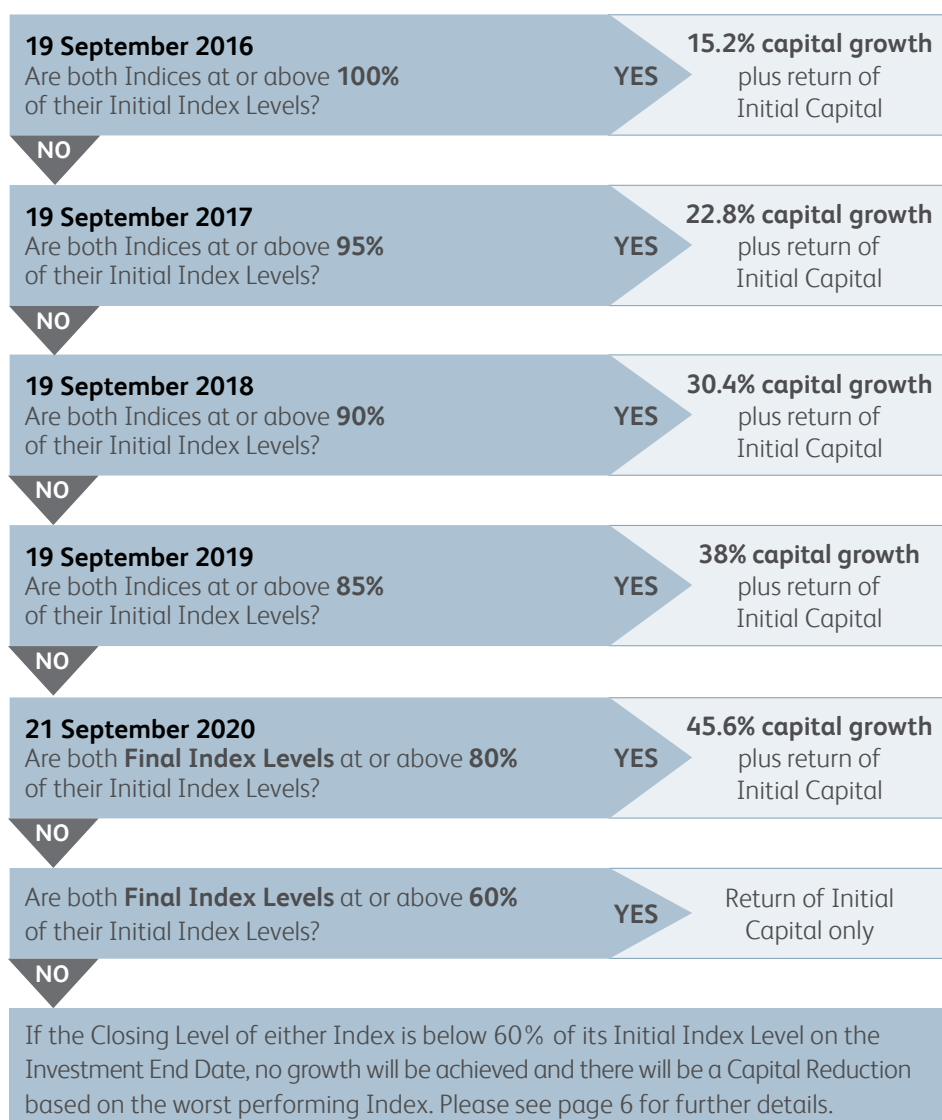 19 September 2016
Are both Indices at or above 100%
of their Initial Index Levels?
YES
15.2% capital growth
plus return of
Initial Capital
NO
19 September 2017
Are both Indices at or above 95%
of their Initial Index Levels?
YES
22.8% capital growth
plus return of
Initial Capital
NO
19 September 2018
Are both Indices at or above 90%
of their Initial Index Levels?
YES
30.4% capital growth
plus return of
Initial Capital
NO
19 September 2019
Are both Indices at or above 85%
of their Initial Index Levels?
YES
38% capital growth
plus return of
Initial Capital
NO
21 September 2020
Are both Final Index Levels at or above 80%
of their Initial Index Levels?
YES
45.6% capital growth
plus return of
Initial Capital
NO
Are both Final Index Levels at or above 60%
of their Initial Index Levels?
YES
Return of Initial
Capital only
NO
If the Closing Level of either Index is below 60% of its Initial Index Level on the
Investment End Date, no growth will be achieved and there will be a Capital Reduction
based on the worst performing Index. Please see page 6 for further details.